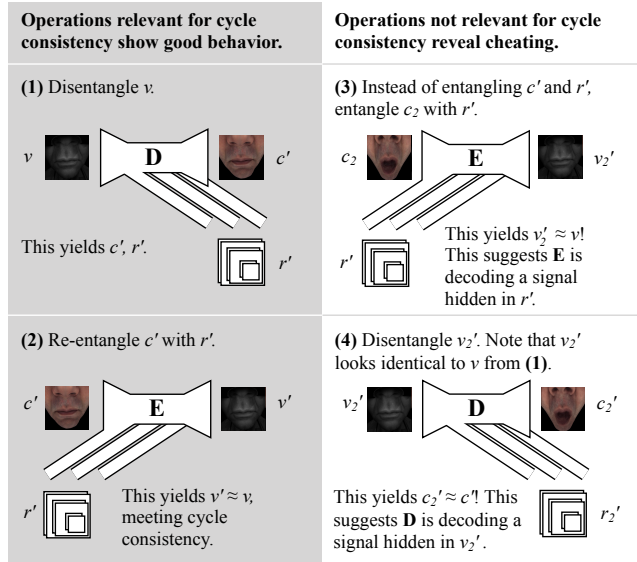 Operations relevant for cycle
consistency show good behavior.
Operations not relevant for cycle
consistency reveal cheating.
(1) Disentangle v.
v
D
c′
This yields c′, r′.
r′
(3) Instead of entangling c′ and r′,
entangle c₂ with r′.
c₂
E
v₂′
r′
This yields v₂′ ≈ v!
This suggests E is
decoding a signal
hidden in r′.
(2) Re-entangle c′ with r′.
c′
E
v′
r′
This yields v′ ≈ v,
meeting cycle
consistency.
(4) Disentangle v₂′. Note that v₂′
looks identical to v from (1).
v₂′
D
c₂′
This yields c₂′ ≈ c′! This
suggests D is decoding a
signal hidden in v₂′.
r₂′